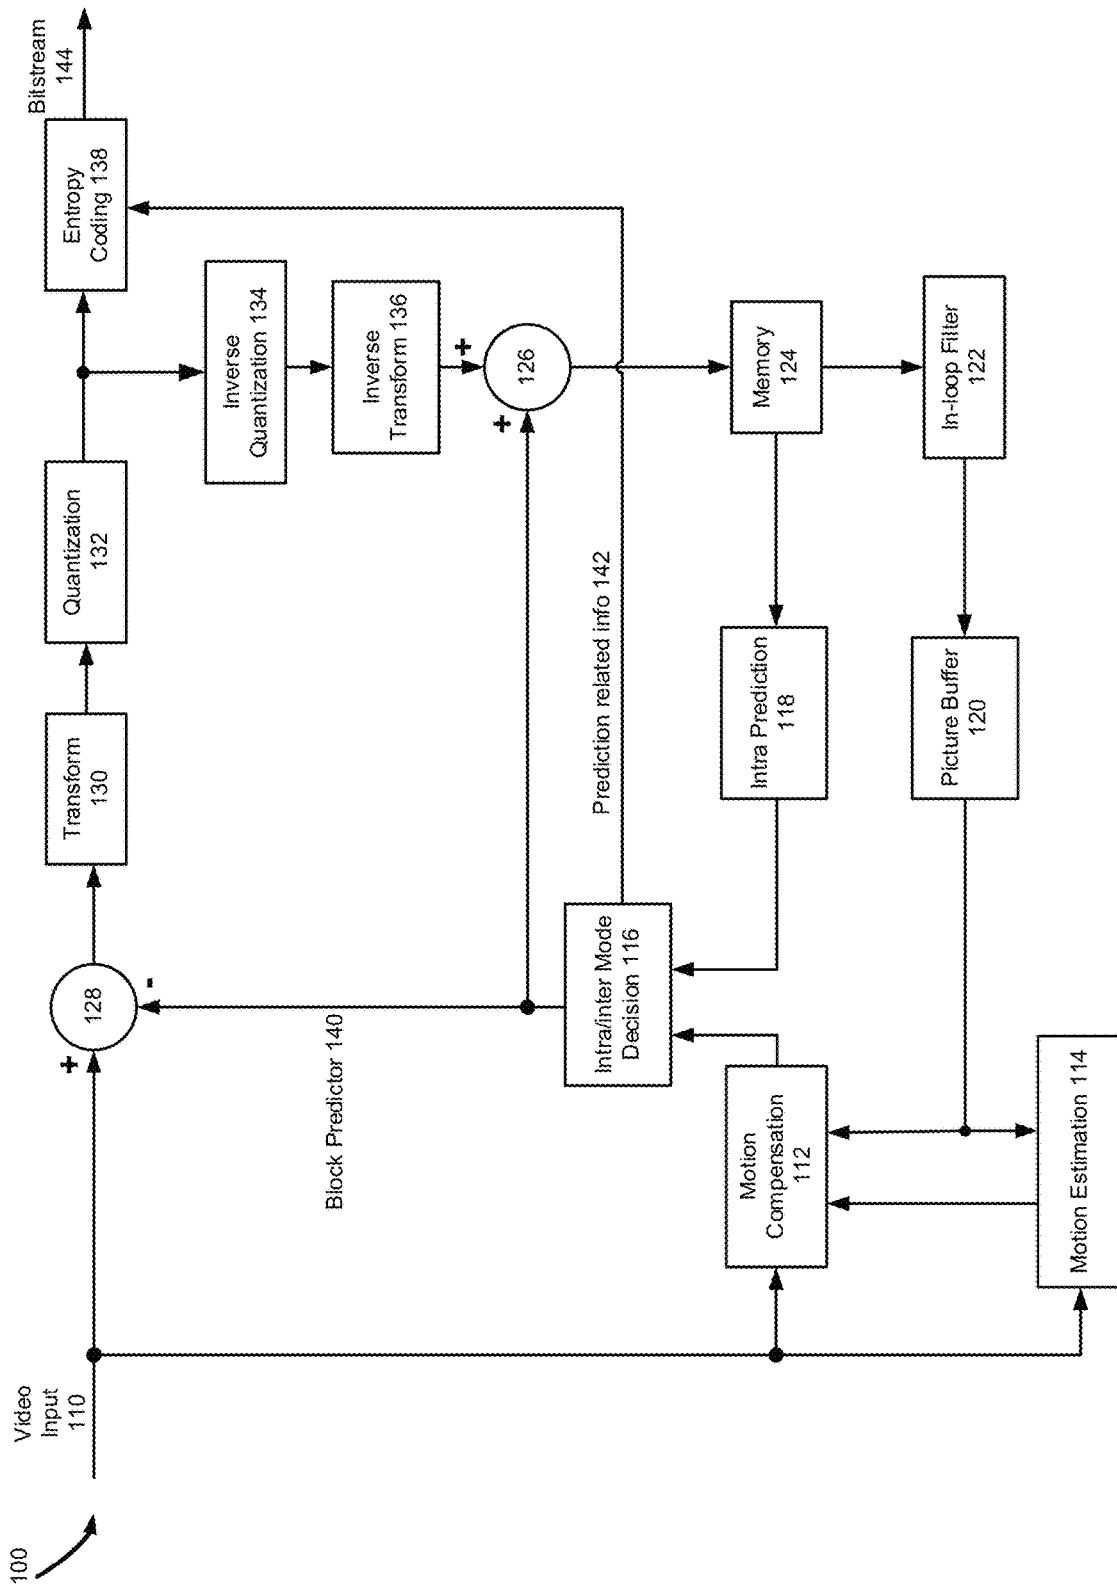 100
Video
Input
110
+
128
-
Transform
130
Quantization
132
Entropy
Coding 138
Bitstream
144
Inverse
Quantization 134
Inverse
Transform 136
+
+
126
Block Predictor 140
Intra/inter Mode
Decision 116
Prediction related info 142
Motion
Compensation
112
Intra Prediction
118
Memory
124
Motion Estimation 114
Picture Buffer
120
In-loop Filter
122